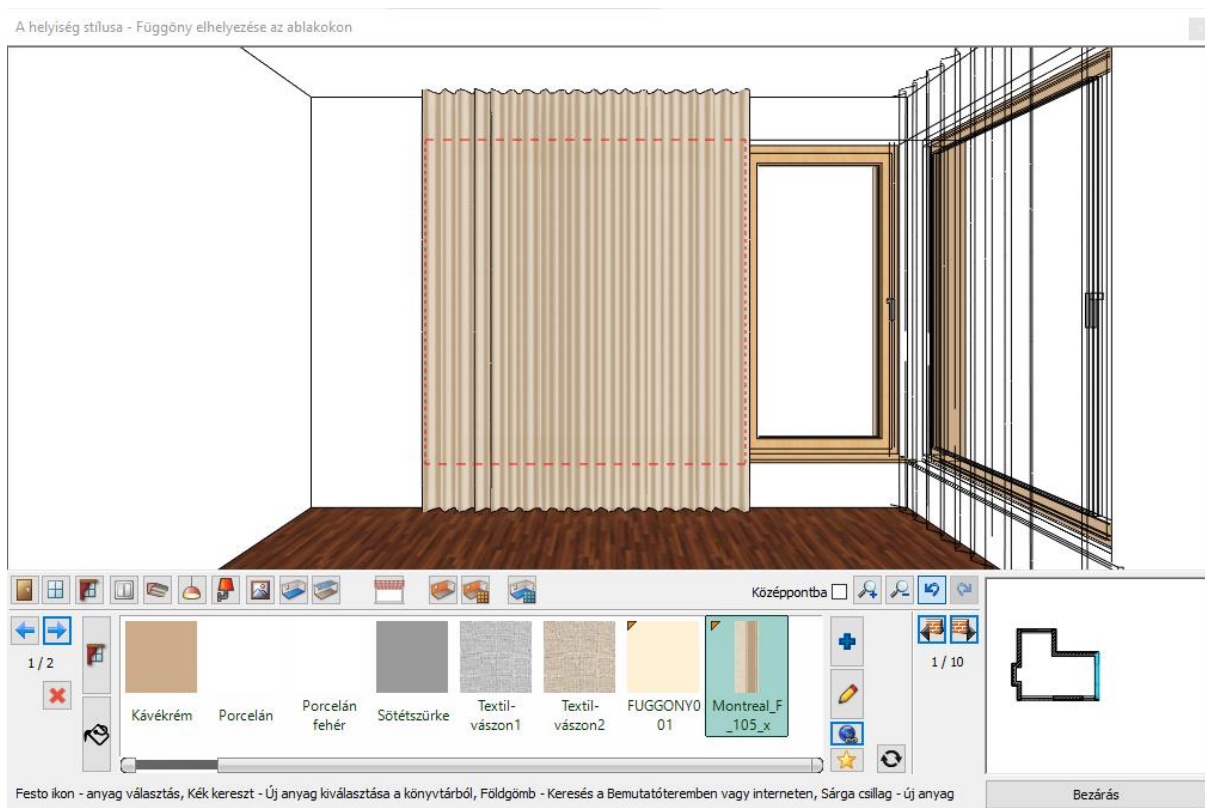 A helyiség stílusa - Függöny elhelyezése az ablakokon
Középpontba
1 / 2
Kávékrém
Porcelán
Porcelán
fehér
Sötétszürke
Textil-
vászon1
Textil-
vászon2
FUGGONY0
01
Montreal_F
_105_x
1 / 10
Festo ikon - anyag választás, Kék kereszt - Új anyag kiválasztása a könyvtárból, Földgömb - Keresés a Bemutatóteremben vagy interneten, Sárga csillag - új anyag
Bezárás